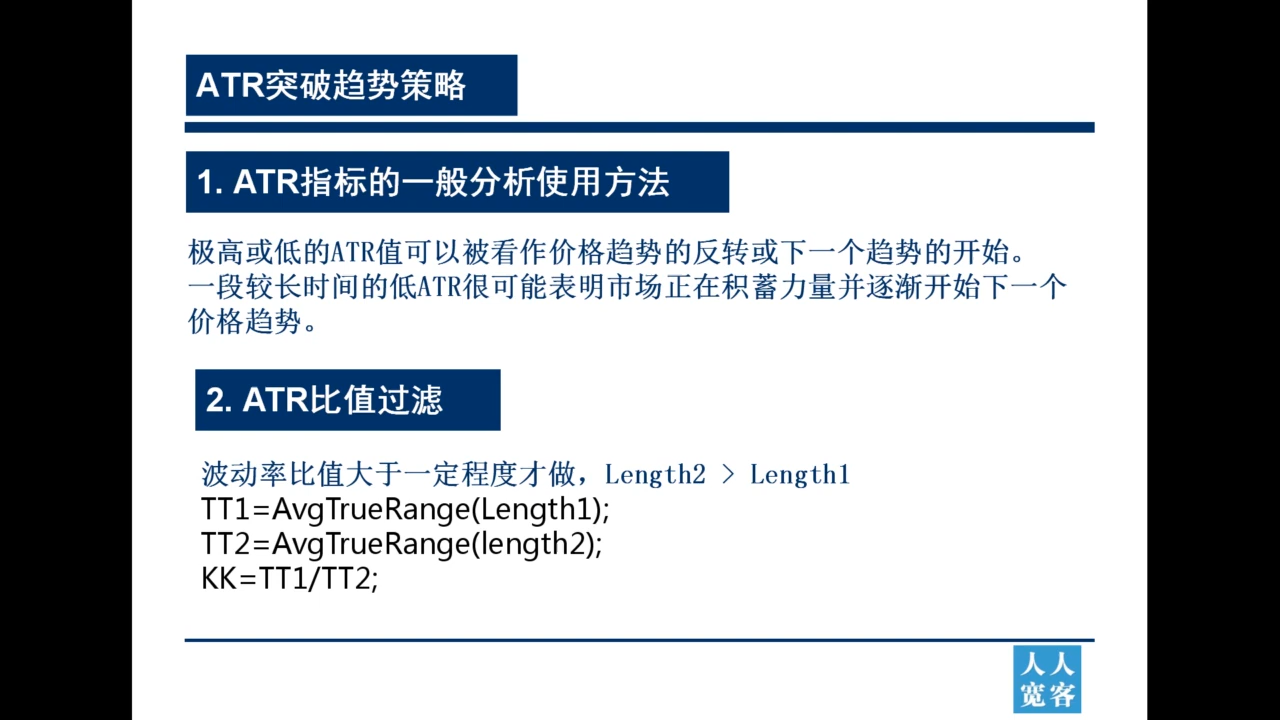 ATR突破趋势策略
1. ATR指标的一般分析使用方法
极高或低的ATR值可以被看作价格趋势的反转或下一个趋势的开始。
一段较长时间的低ATR很可能表明市场正在积蓄力量并逐渐开始下一个
价格趋势。
2. ATR比值过滤
波动率比值大于一定程度才做，Length2 > Length1
TT1=AvgTrueRange(Length1);
TT2=AvgTrueRange(length2);
KK=TT1/TT2;
人人
宽客